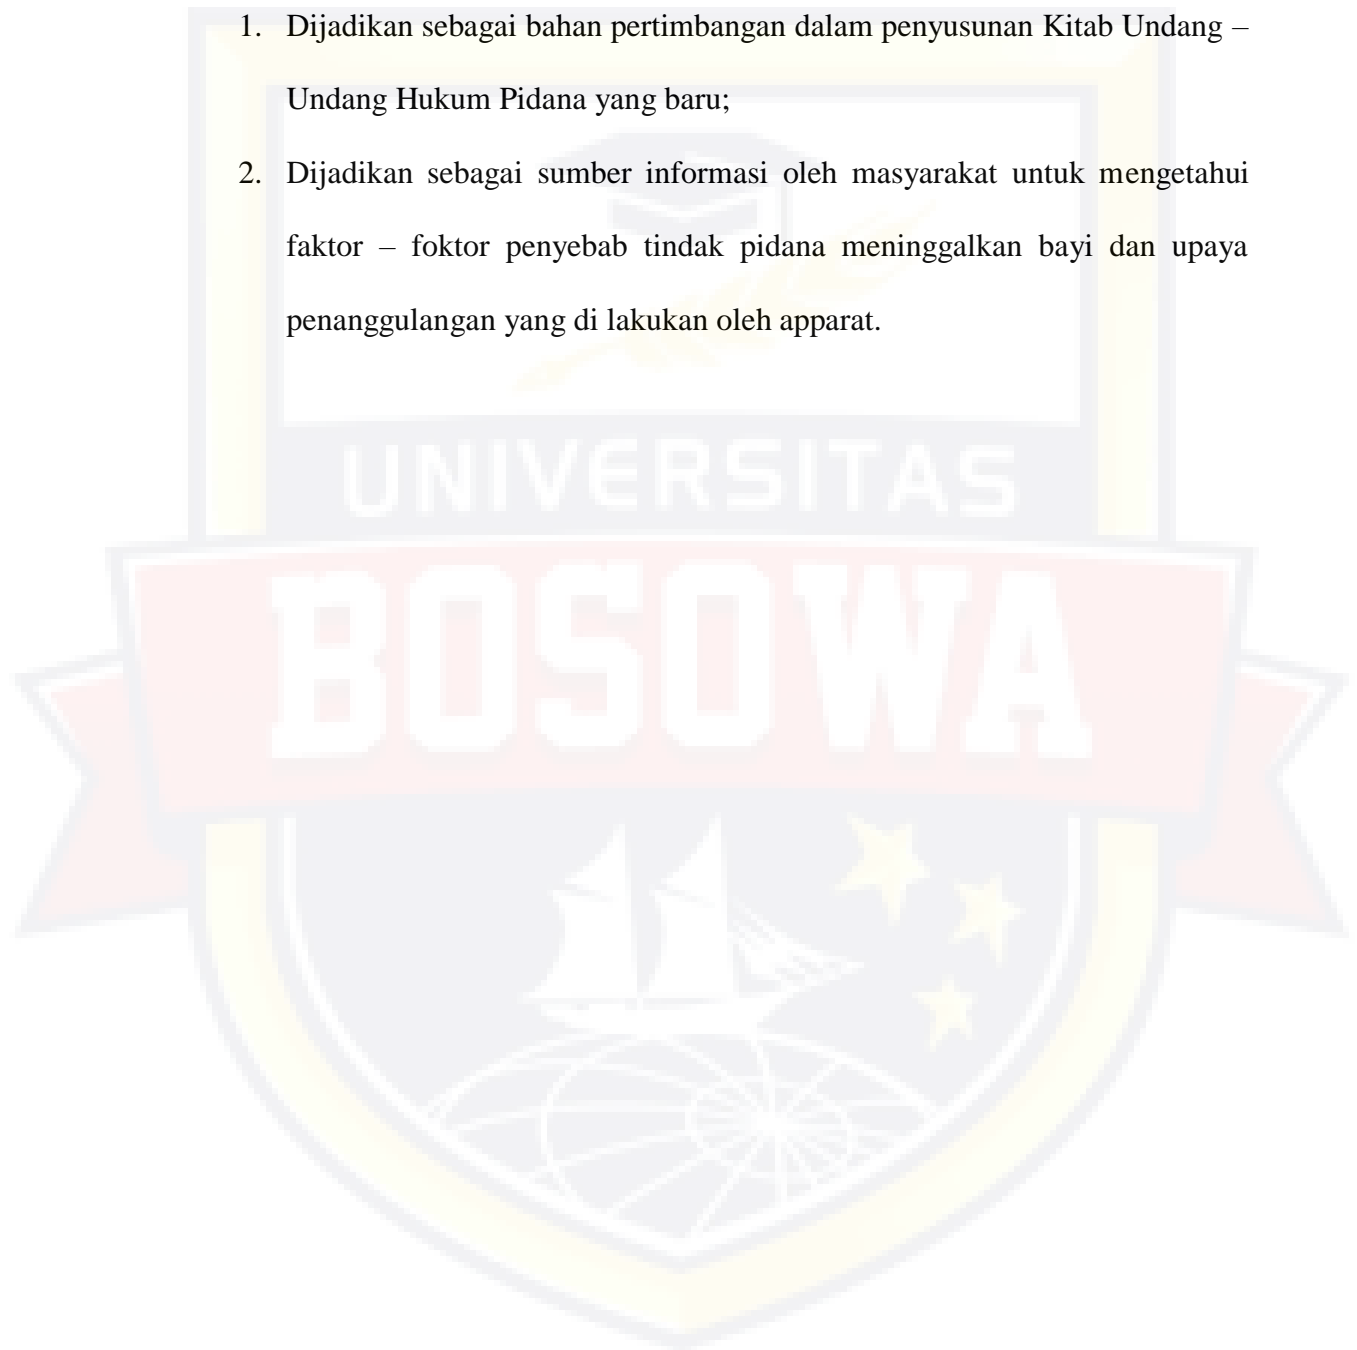 1. Dijadikan sebagai bahan pertimbangan dalam penyusunan Kitab Undang –
Undang Hukum Pidana yang baru;
2. Dijadikan sebagai sumber informasi oleh masyarakat untuk mengetahui
faktor – foktor penyebab tindak pidana meninggalkan bayi dan upaya
penanggulangan yang di lakukan oleh apparat.
UNIVERSITAS
BOSOWA